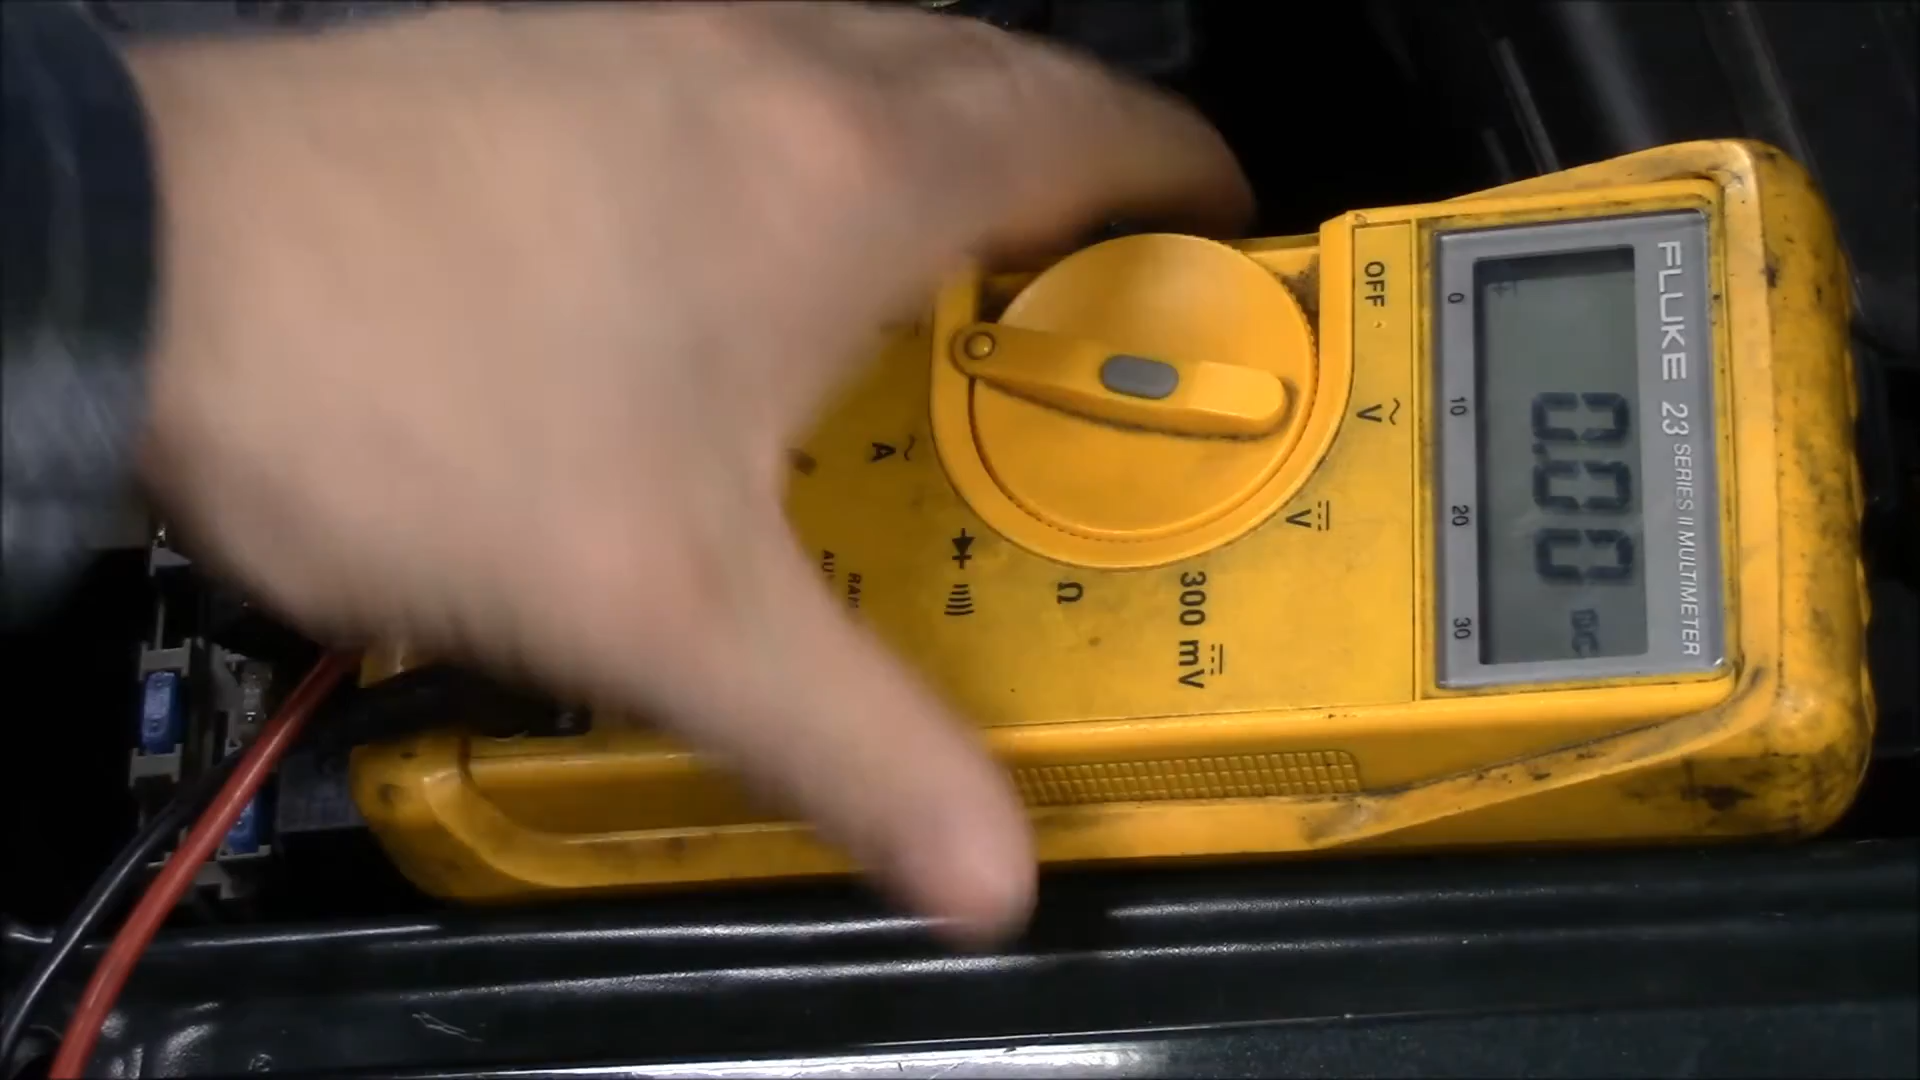 FLUKE 23 SERIES II MULTIMETER
0 10 20 30
0.00 DC
OFF
V
V
300 mV
Ω
A